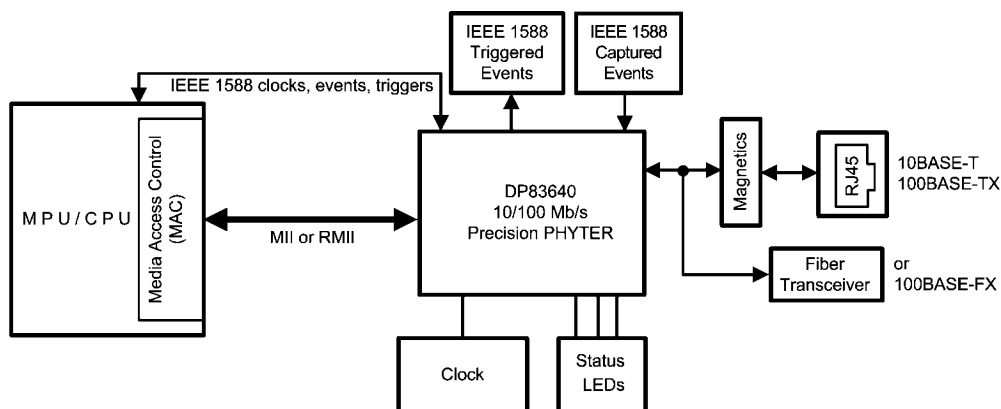 IEEE 1588
Triggered
Events
IEEE 1588
Captured
Events
IEEE 1588 clocks, events, triggers
MPU/CPU
Media Access Control
(MAC)
MII or RMII
DP83640
10/100 Mb/s
Precision PHYTER
Magnetics
RJ45
10BASE-T
100BASE-TX
Fiber
Transceiver
or
100BASE-FX
Clock
Status
LEDs